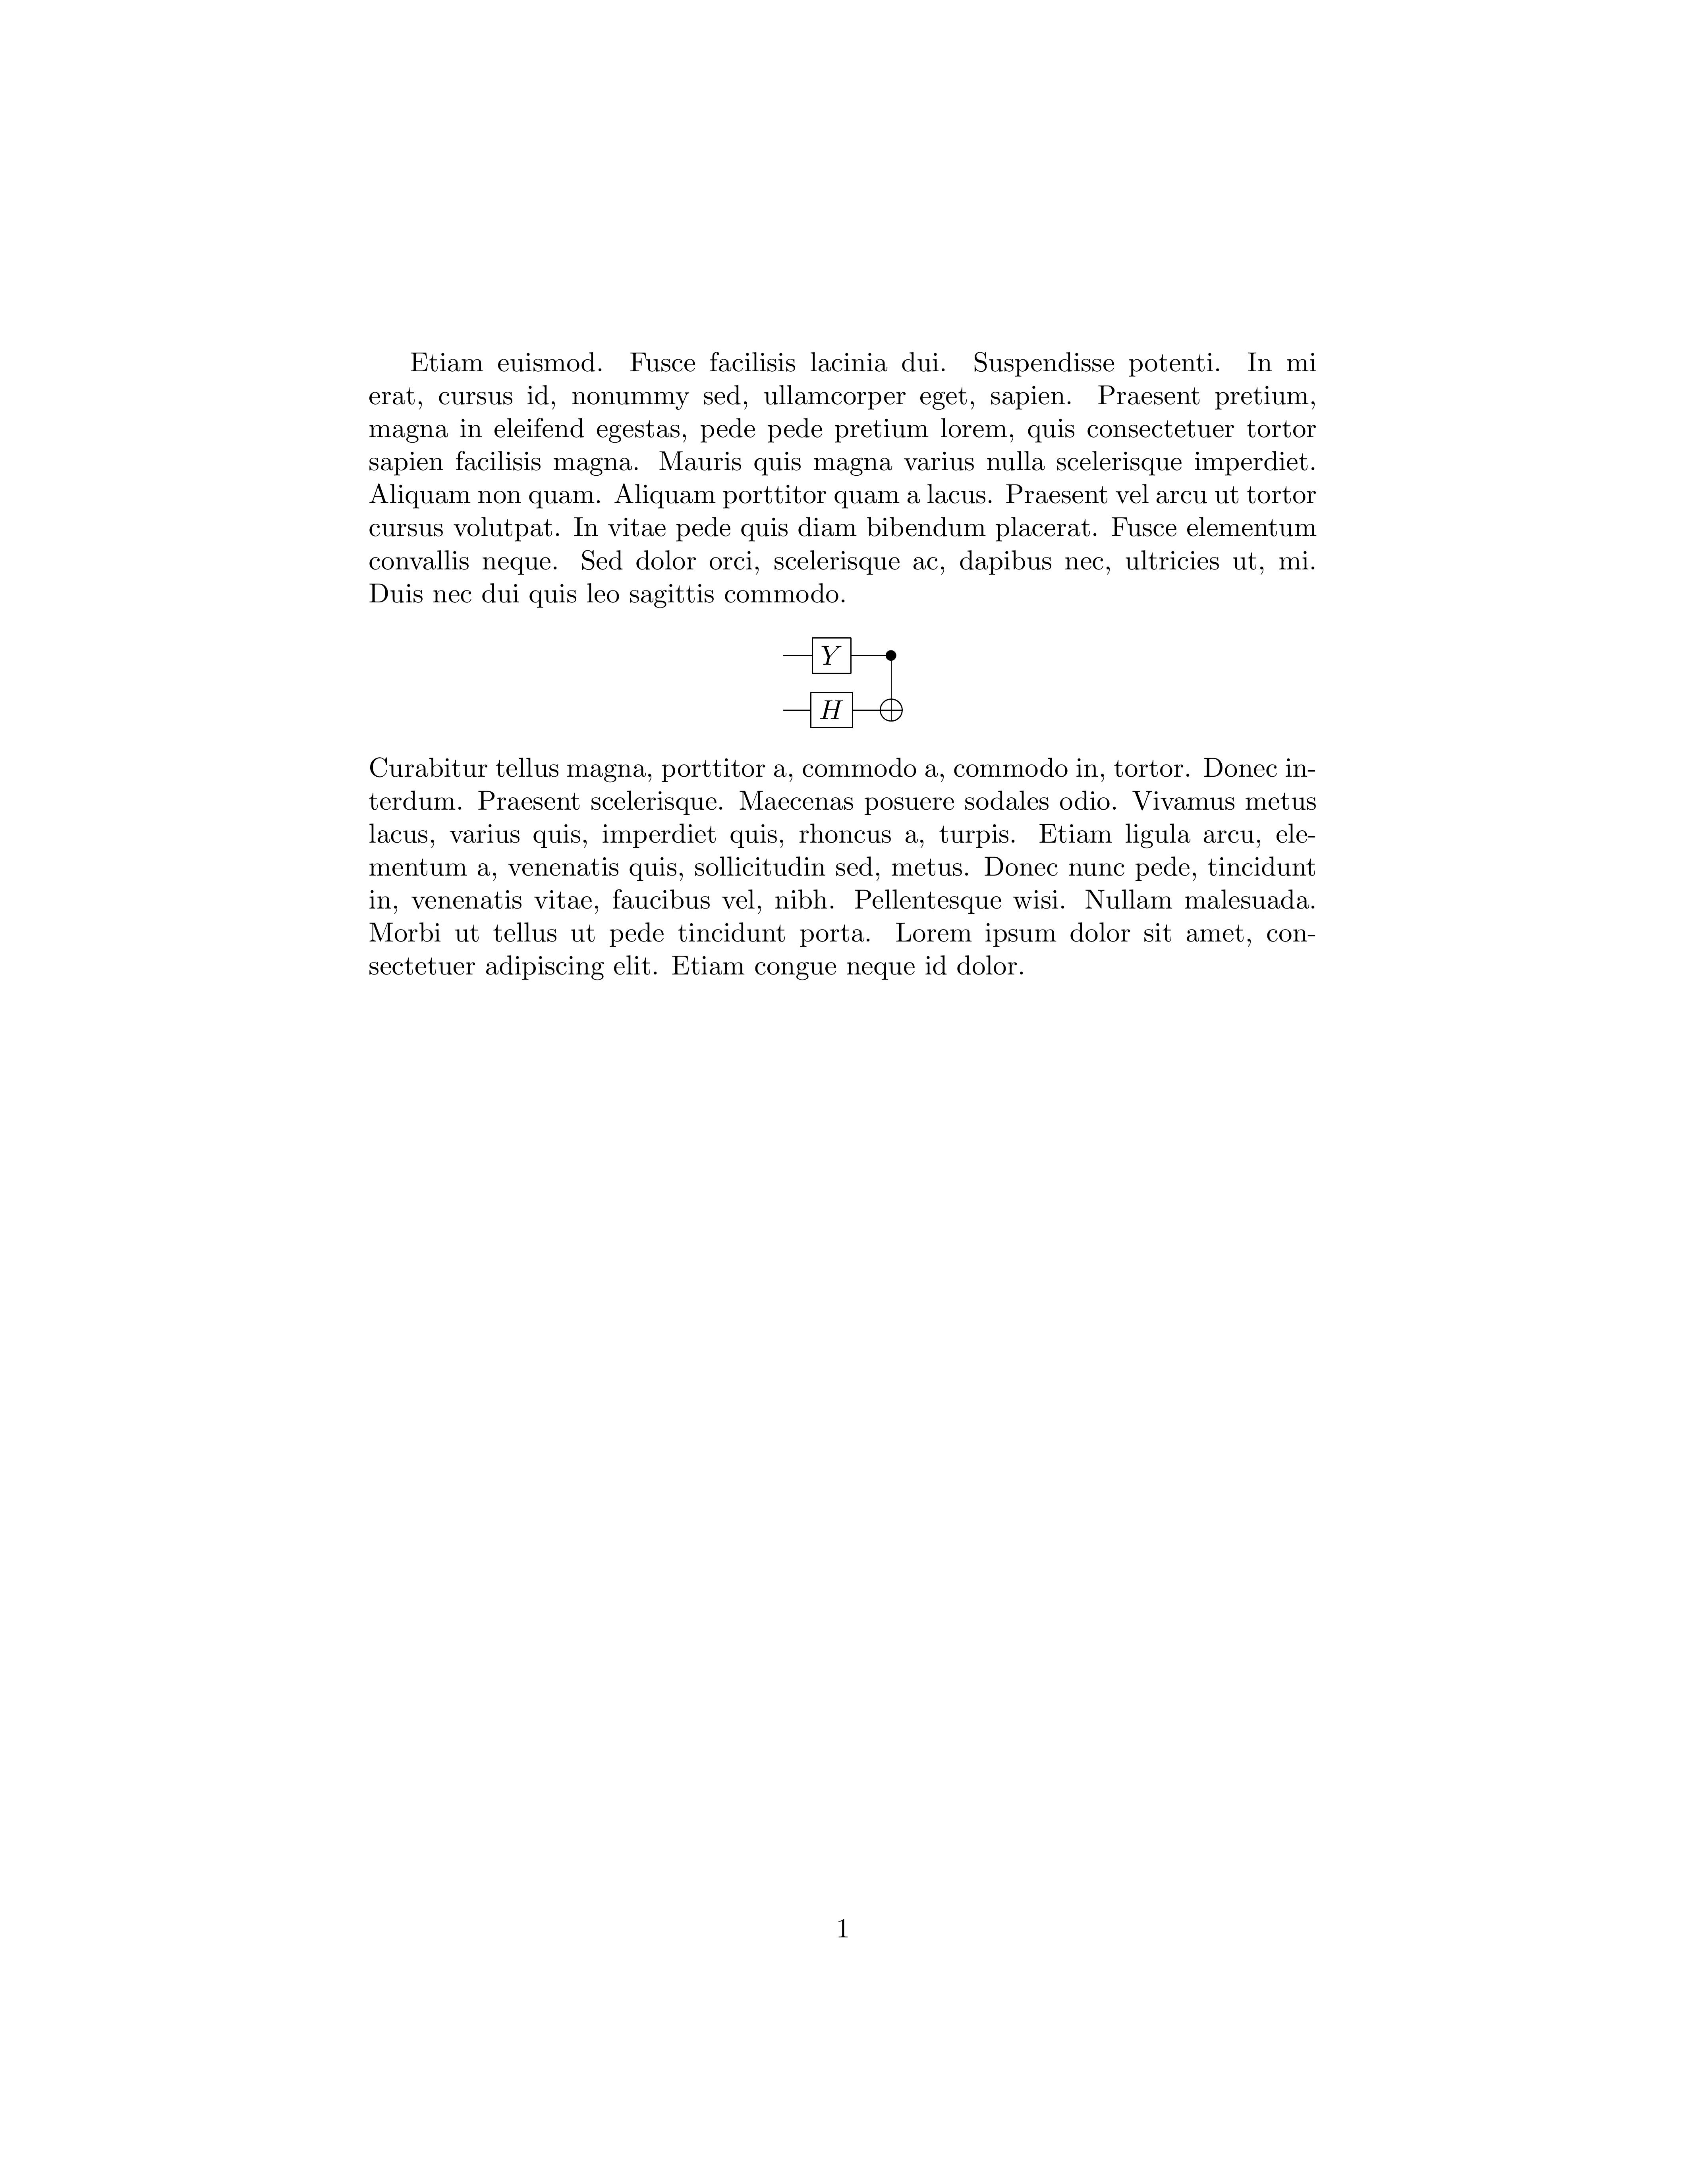 Etiam euismod. Fusce facilisis lacinia dui. Suspendisse potenti. In mi
erat, cursus id, nonummy sed, ullamcorper eget, sapien. Praesent pretium,
magna in eleifend egestas, pede pede pretium lorem, quis consectetuer tortor
sapien facilisis magna. Mauris quis magna varius nulla scelerisque imperdiet.
Aliquam non quam. Aliquam porttitor quam a lacus. Praesent vel arcu ut tortor
cursus volutpat. In vitae pede quis diam bibendum placerat. Fusce elementum
convallis neque. Sed dolor orci, scelerisque ac, dapibus nec, ultricies ut, mi.
Duis nec dui quis leo sagittis commodo.
Y
H
Curabitur tellus magna, porttitor a, commodo a, commodo in, tortor. Donec in-
terdum. Praesent scelerisque. Maecenas posuere sodales odio. Vivamus metus
lacus, varius quis, imperdiet quis, rhoncus a, turpis. Etiam ligula arcu, ele-
mentum a, venenatis quis, sollicitudin sed, metus. Donec nunc pede, tincidunt
in, venenatis vitae, faucibus vel, nibh. Pellentesque wisi. Nullam malesuada.
Morbi ut tellus ut pede tincidunt porta. Lorem ipsum dolor sit amet, con-
sectetuer adipiscing elit. Etiam congue neque id dolor.
1